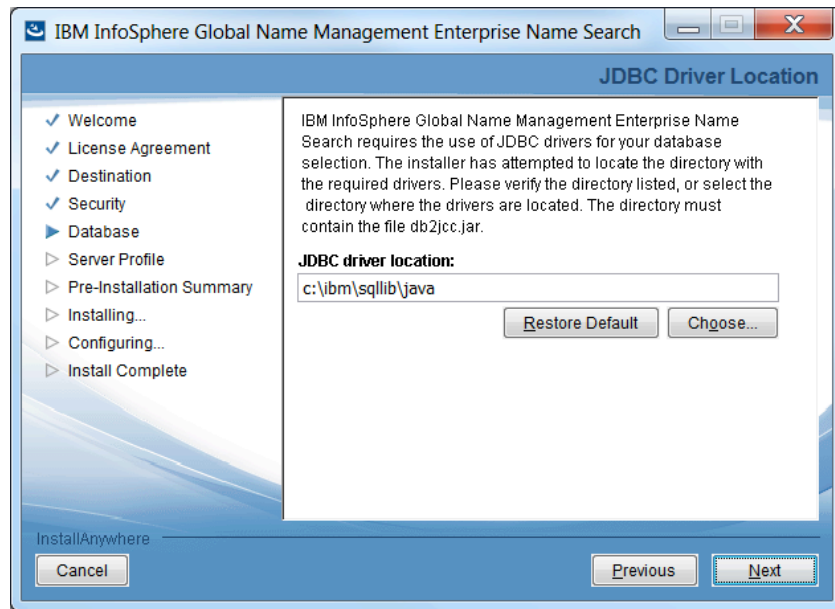 IBM InfoSphere Global Name Management Enterprise Name Search
JDBC Driver Location
Welcome
License Agreement
Destination
Security
Database
Server Profile
Pre-Installation Summary
Installing...
Configuring...
Install Complete
IBM InfoSphere Global Name Management Enterprise Name
Search requires the use of JDBC drivers for your database
selection. The installer has attempted to locate the directory with
the required drivers. Please verify the directory listed, or select the
directory where the drivers are located. The directory must
contain the file db2jcc.jar.
JDBC driver location:
c:\ibm\sqllib\java
Restore Default
Choose...
InstallAnywhere
Cancel
Previous
Next